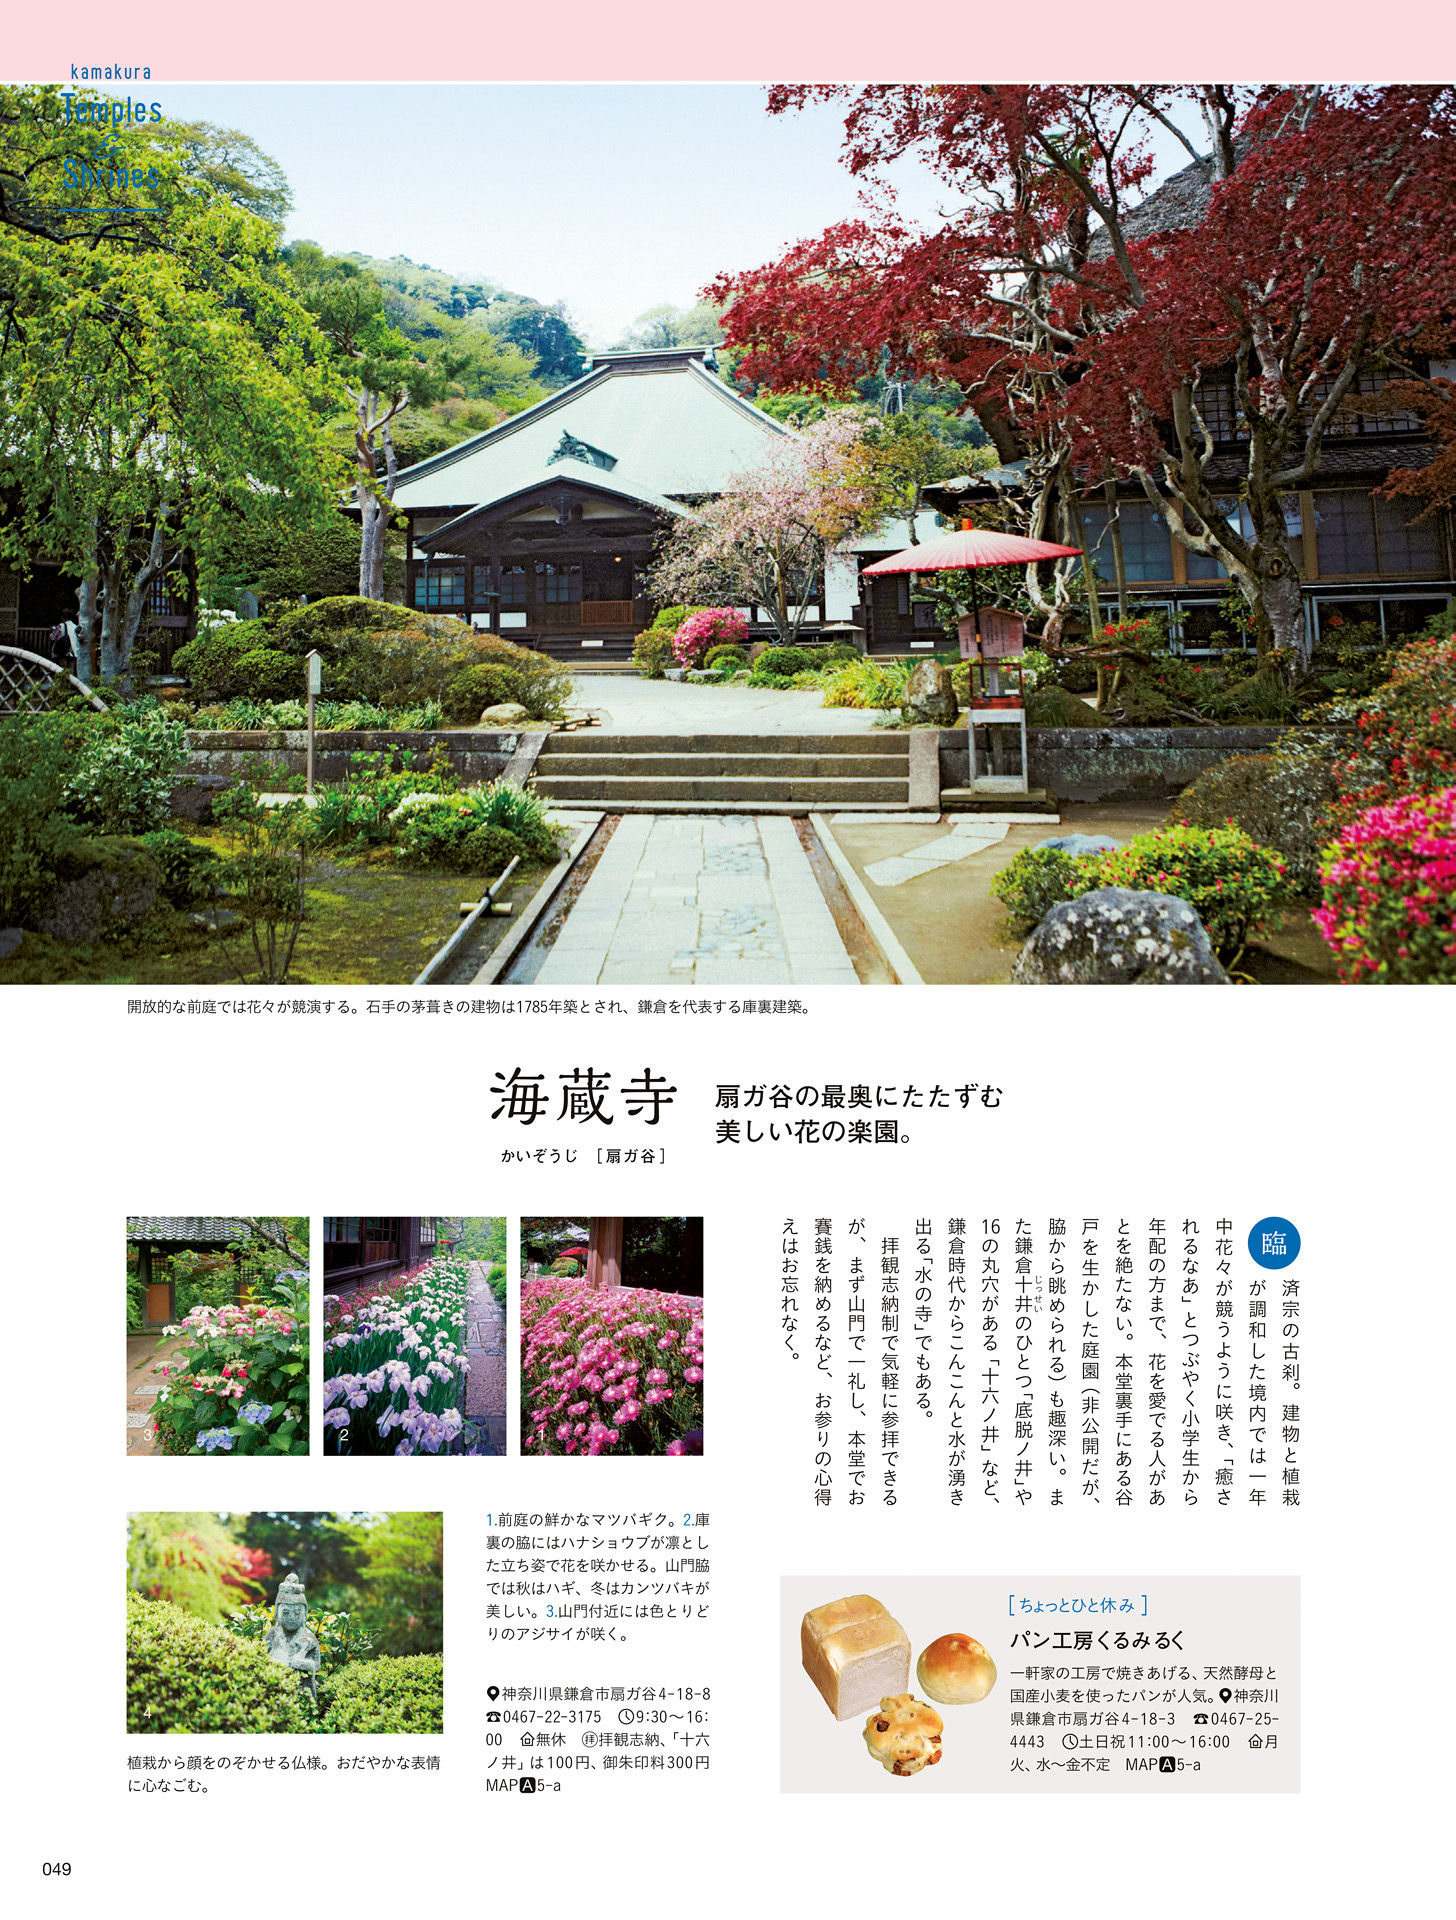 kamakura
Temples
&
Shrines
開放的な前庭では花々が競演する。石手の茅葺きの建物は1785年築とされ、鎌倉を代表する庫裏建築。
海蔵寺
かいぞうじ [扇ガ谷]
扇ガ谷の最奥にたたずむ
美しい花の楽園。
臨済宗の古刹。建物と植栽
が調和した境内では一年
中花々が競うように咲き、「癒さ
れるなあ」とつぶやく小学生から
年配の方まで、花を愛でる人があ
とを絶たない。本堂裏手にある谷
戸を生かした庭園（非公開だが、
脇から眺められる）も趣深い。ま
た鎌倉十井のひとつ「底脱ノ井」や
じっせい
16の丸穴がある「十六ノ井」など、
鎌倉時代からこんこんと水が湧き
出る「水の寺」でもある。
拝観志納制で気軽に参拝できる
が、まず山門で一礼し、本堂でお
賽銭を納めるなど、お参りの心得
えはお忘れなく。
3
2
1
4
1.前庭の鮮かなマツバギク。2.庫
裏の脇にはハナショウブが凛とし
た立ち姿で花を咲かせる。山門脇
では秋はハギ、冬はカンツバキが
美しい。3.山門付近には色とりど
りのアジサイが咲く。
神奈川県鎌倉市扇ガ谷4-18-8
☎0467-22-3175 9:30〜16:
00 無休 拝拝観志納、「十六
ノ井」は100円、御朱印料300円
MAPA5-a
植栽から顔をのぞかせる仏様。おだやかな表情
に心なごむ。
[ちょっとひと休み]
パン工房くるみるく
一軒家の工房で焼きあげる、天然酵母と
国産小麦を使ったパンが人気。神奈川
県鎌倉市扇ガ谷4-18-3 ☎0467-25-
4443 土日祝11:00〜16:00 月
火、水〜金不定 MAPA5-a
049